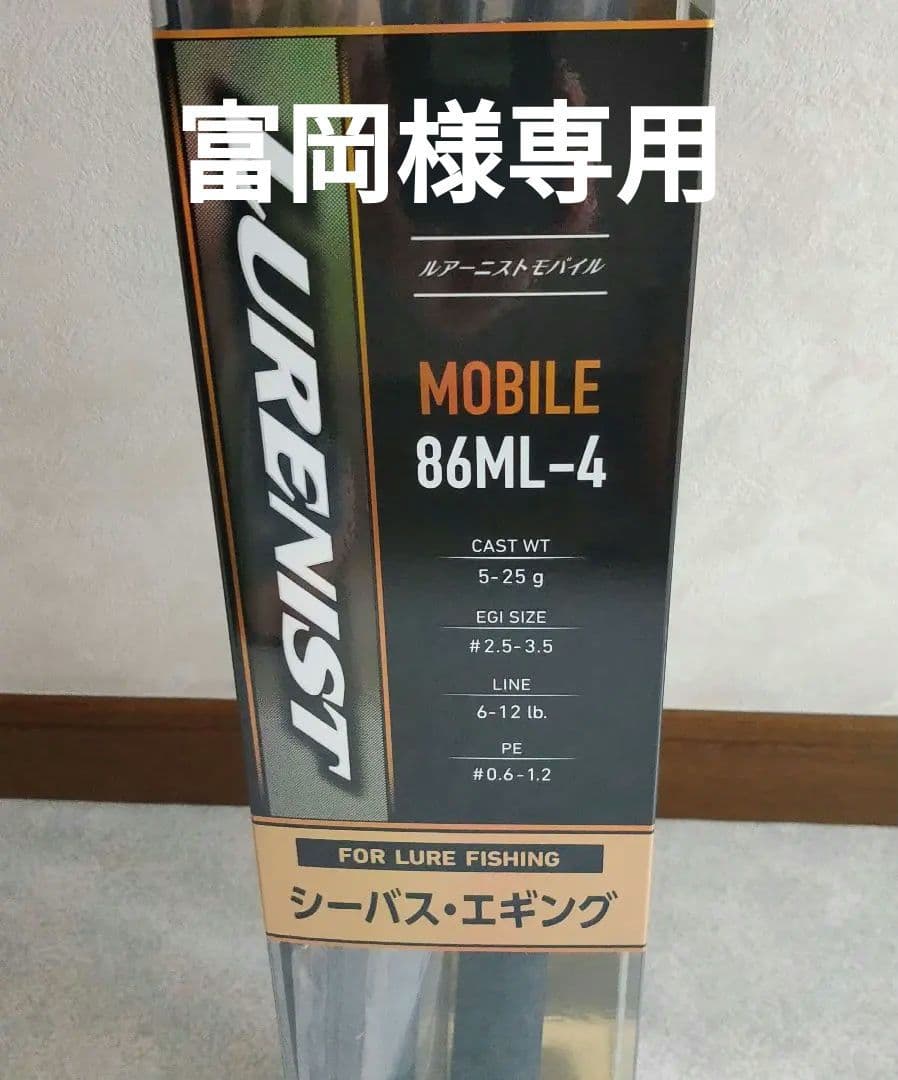 富岡様専用
LURENIST
ルアーニストモバイル
MOBILE
86ML-4
CAST WT
5-25 g
EGI SIZE
#2.5-3.5
LINE
6-12 lb.
PE
#0.6-1.2
FOR LURE FISHING
シーバス・エギング